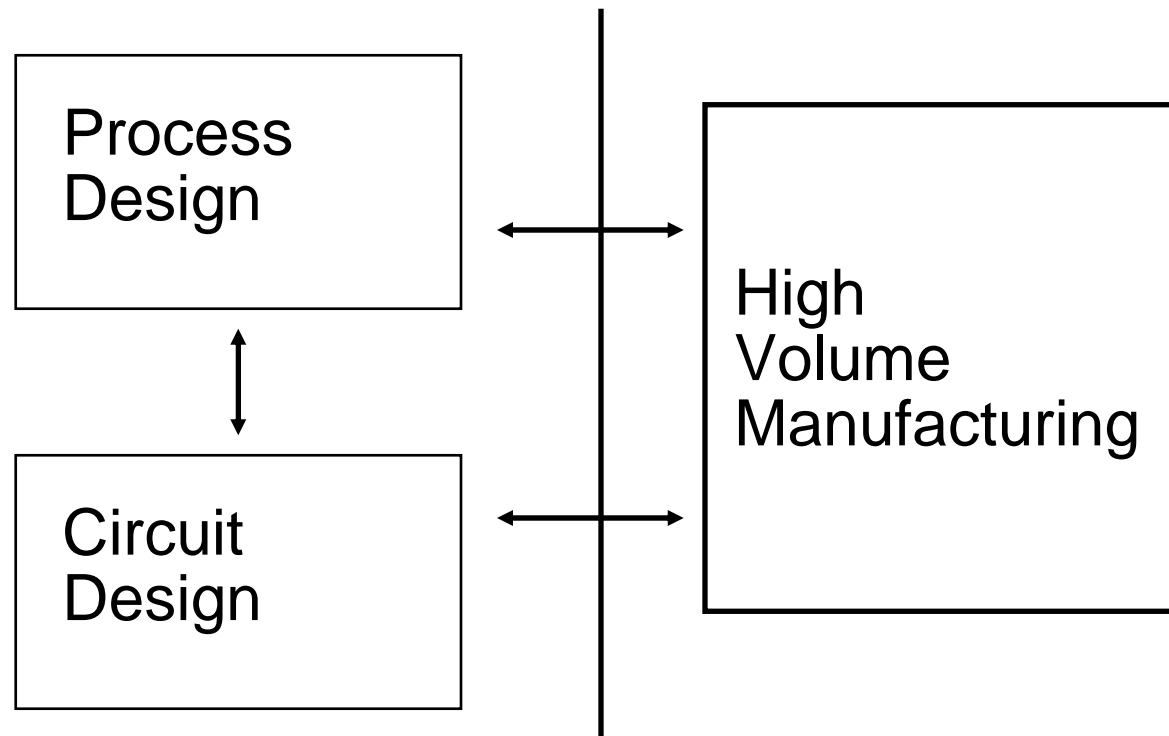 Process
Design
High
Volume
Manufacturing
Circuit
Design